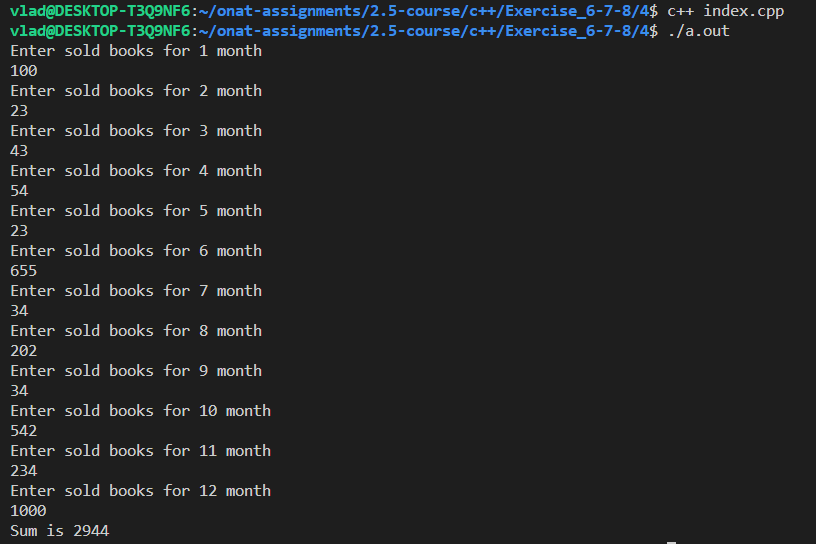 vlad@DESKTOP-T3Q9NF6:~/onat-assignments/2.5-course/c++/Exercise_6-7-8/4$ c++ index.cpp
vlad@DESKTOP-T3Q9NF6:~/onat-assignments/2.5-course/c++/Exercise_6-7-8/4$ ./a.out
Enter sold books for 1 month
100
Enter sold books for 2 month
23
Enter sold books for 3 month
43
Enter sold books for 4 month
54
Enter sold books for 5 month
23
Enter sold books for 6 month
655
Enter sold books for 7 month
34
Enter sold books for 8 month
202
Enter sold books for 9 month
34
Enter sold books for 10 month
542
Enter sold books for 11 month
234
Enter sold books for 12 month
1000
Sum is 2944